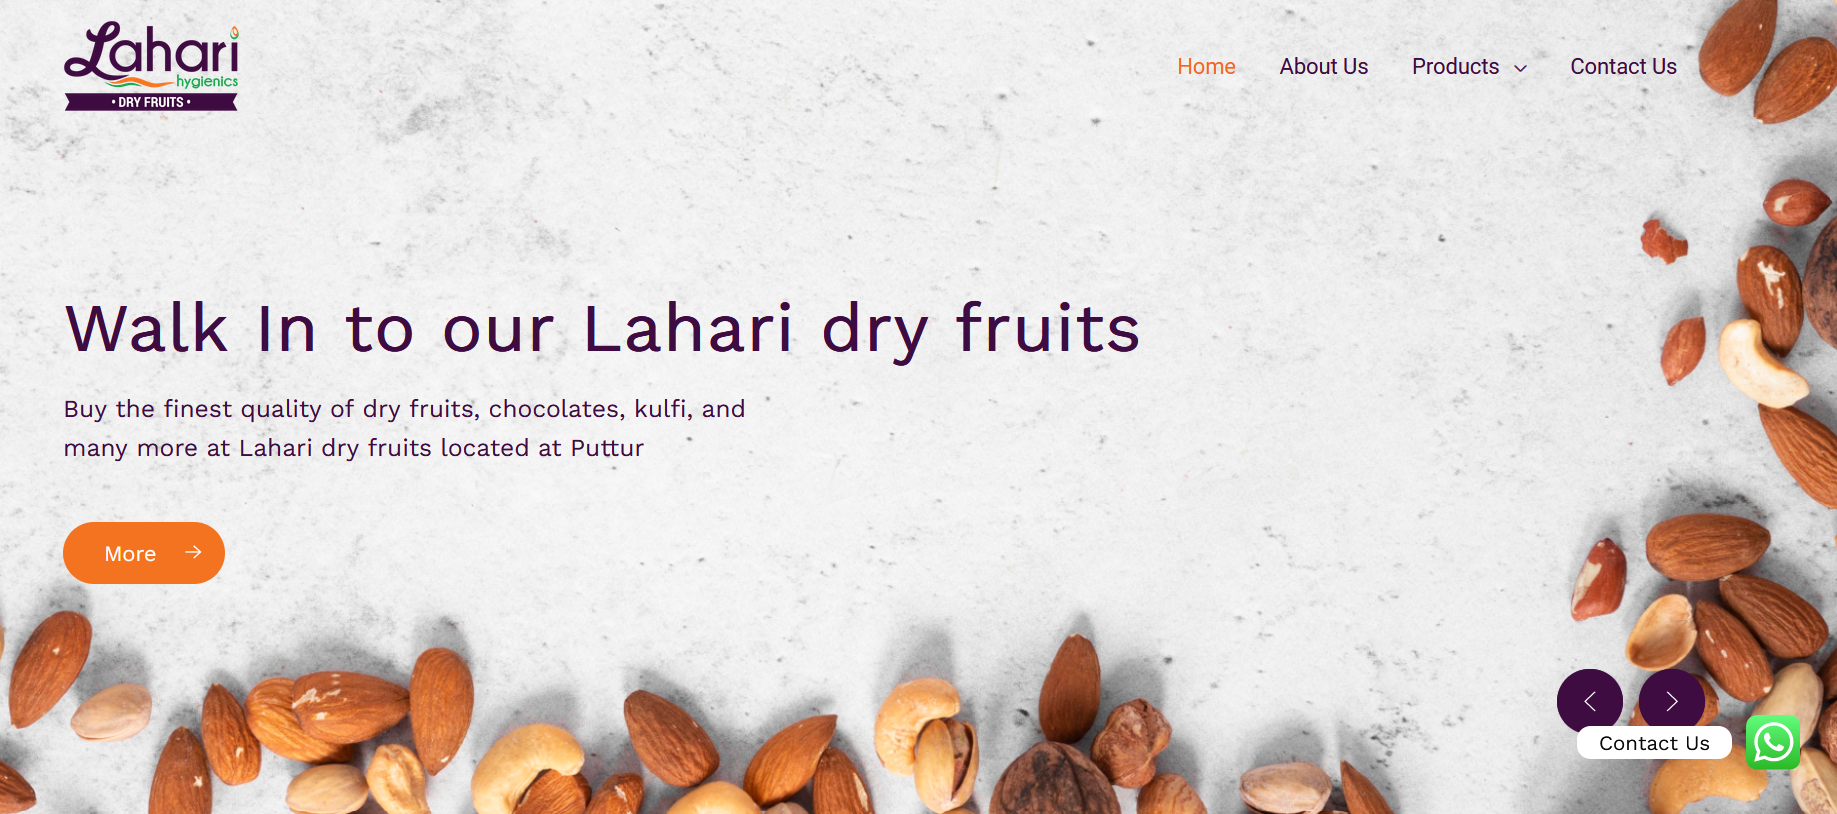 Lahari
hygienics
• DRY FRUITS •
Home
About Us
Products
Contact Us
Walk In to our Lahari dry fruits
Buy the finest quality of dry fruits, chocolates, kulfi, and
many more at Lahari dry fruits located at Puttur
More
Contact Us